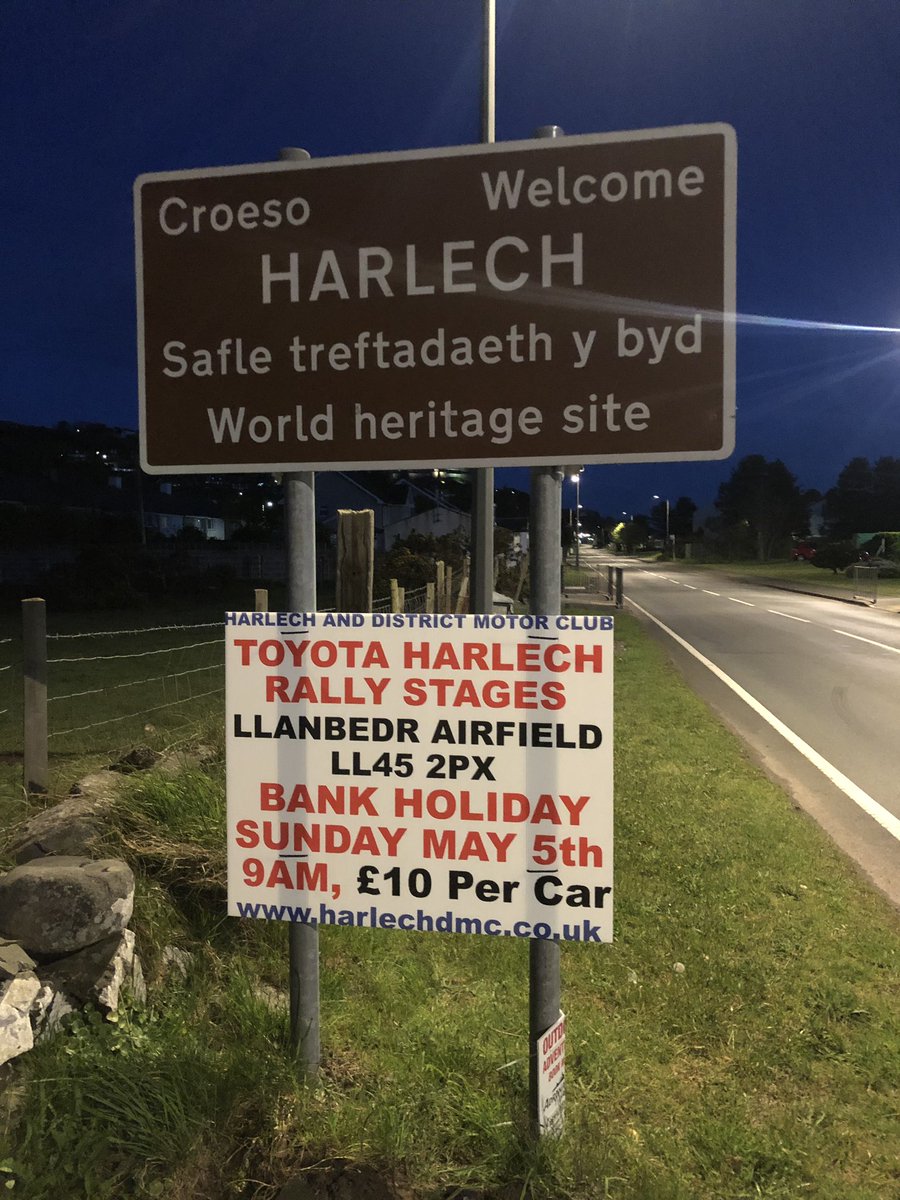 Croeso Welcome
HARLECH
Safle treftadaeth y byd
World heritage site
HARLECH AND DISTRICT MOTOR CLUB
TOYOTA HARLECH
RALLY STAGES
LLANBEDR AIRFIELD
LL45 2PX
BANK HOLIDAY
SUNDAY MAY 5th
9AM, £10 Per Car
www.harlechdmc.co.uk